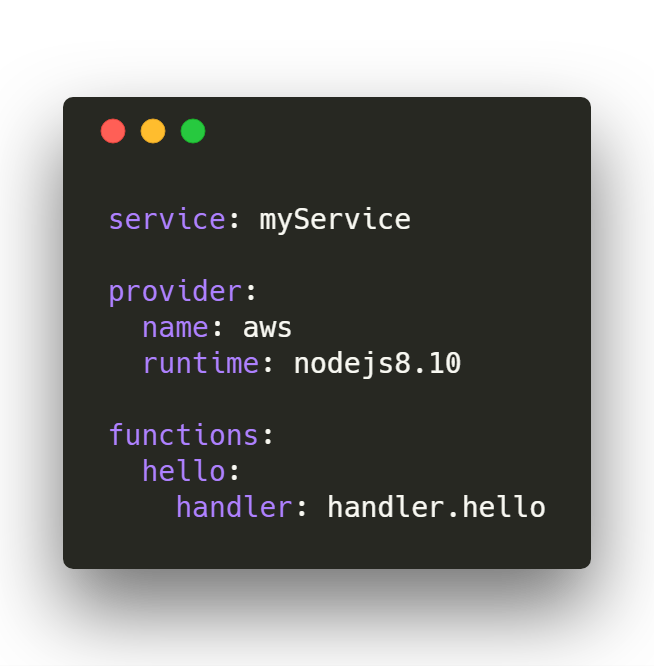 service: myService
provider:
  name: aws
  runtime: nodejs8.10
functions:
  hello:
    handler: handler.hello